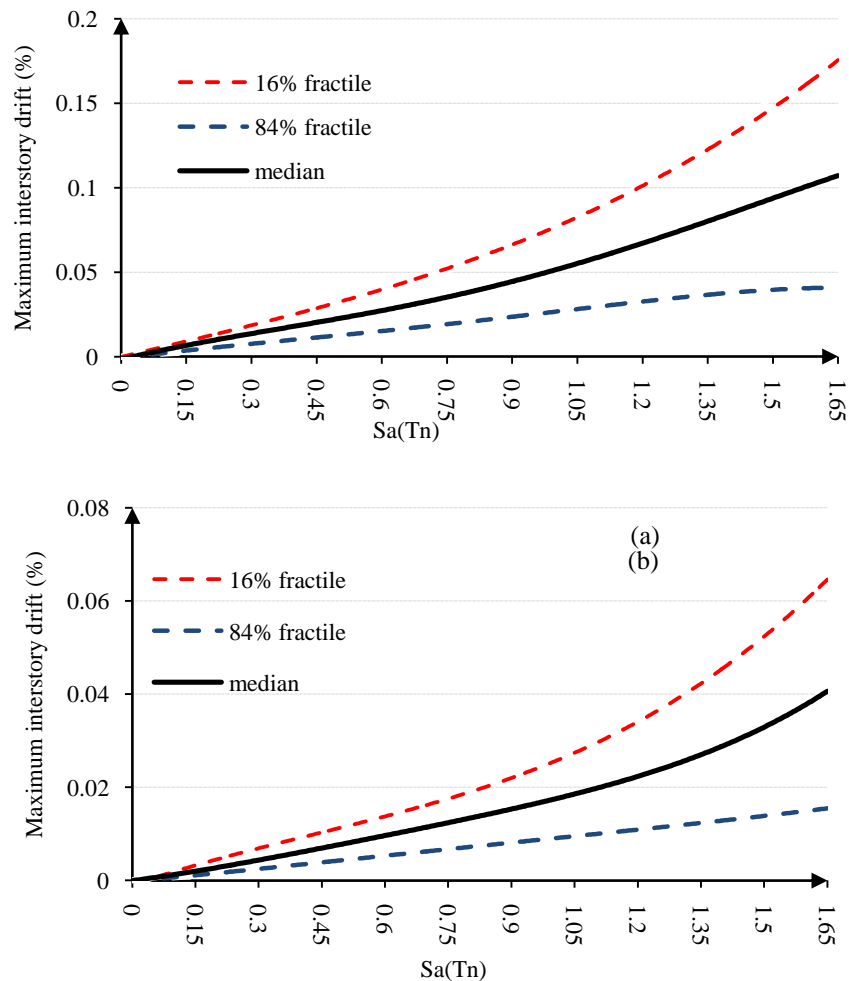 Maximum interstory drift (%)
0.2
0.15
0.1
0.05
0
16% fractile
84% fractile
median
0
0.15
0.3
0.45
0.6
0.75
0.9
1.05
1.2
1.35
1.5
1.65
Sa(Tn)
Maximum interstory drift (%)
0.08
0.06
0.04
0.02
0
(a)
(b)
16% fractile
84% fractile
median
0
0.15
0.3
0.45
0.6
0.75
0.9
1.05
1.2
1.35
1.5
1.65
Sa(Tn)